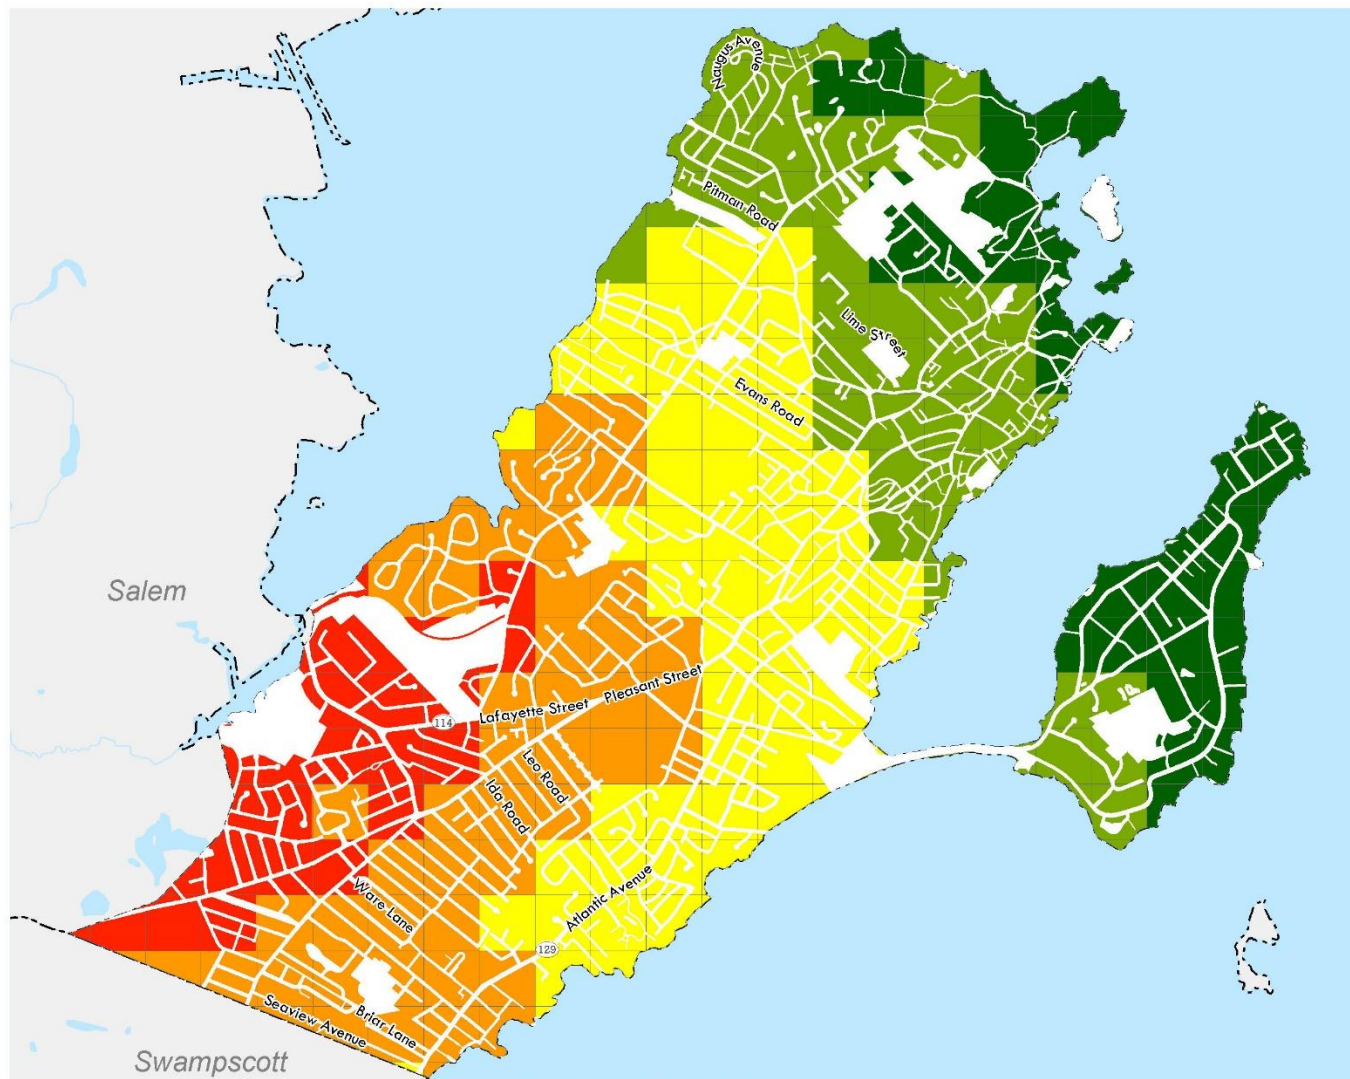 Naugus Avenue
Pitman Road
Lime Street
Evans Road
Salem
Lafayette Street
Pleasant Street
114
Leo Road
Ida Road
Ware Lane
Atlantic Avenue
129
Seaview Avenue
Briar Lane
Swampscott